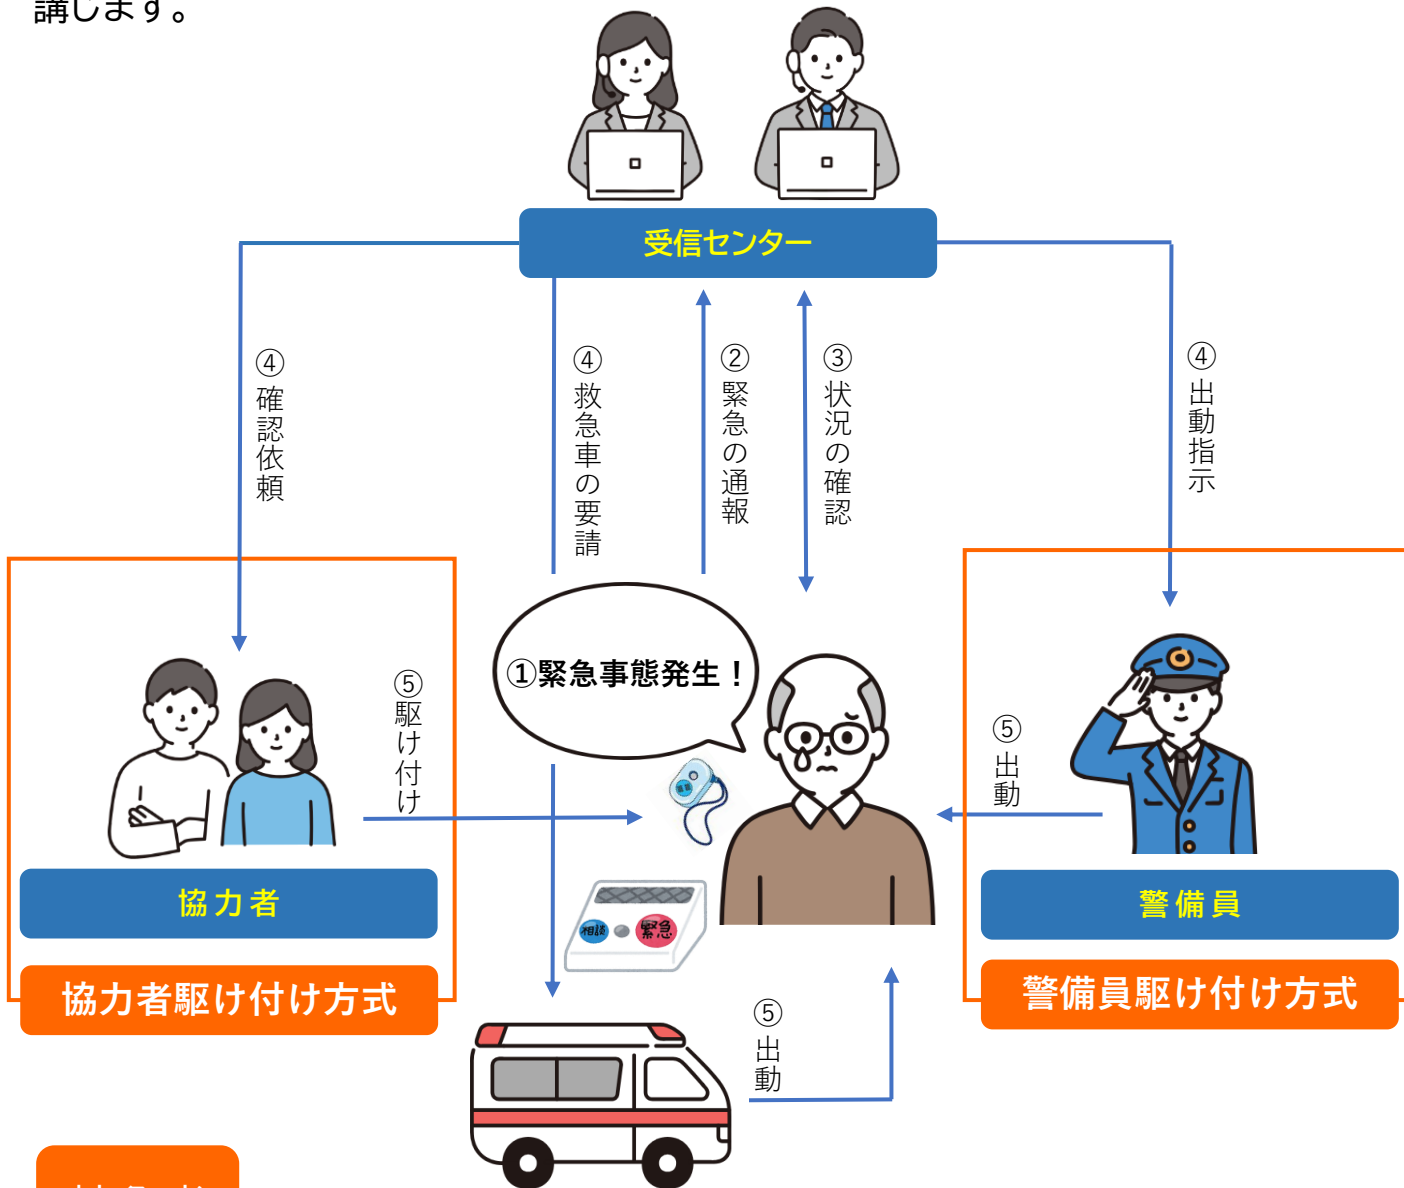 講じます。
受信センター
④確認依頼
④救急車の要請
②緊急の通報
③状況の確認
④出動指示
①緊急事態発生！
⑤駆け付け
⑤出動
相談
緊急
協力者
警備員
協力者駆け付け方式
警備員駆け付け方式
⑤出動